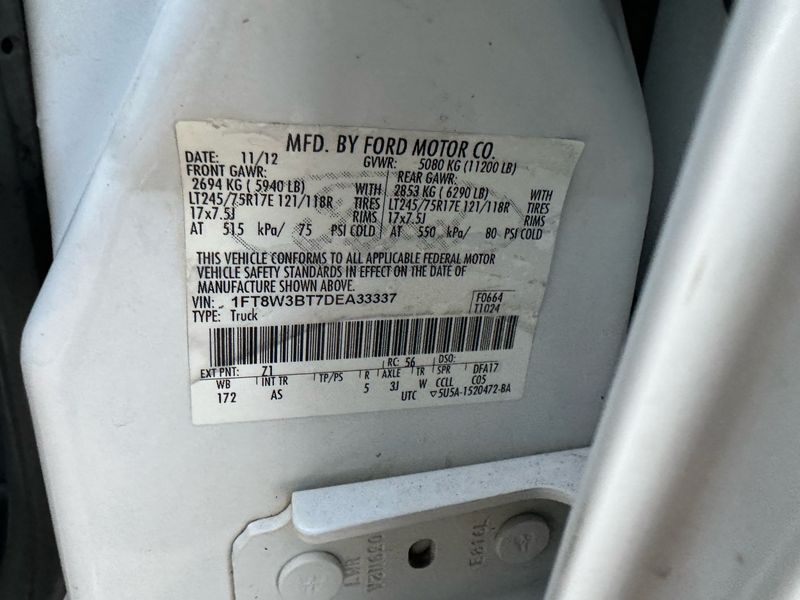 MFD. BY FORD MOTOR CO.
DATE: 11/12 GVWR: 5080 KG (11200 LB)
FRONT GAWR: REAR GAWR:
2694 KG ( 5940 LB) WITH 2853 KG ( 6290 LB) WITH
LT245/75R17E 121/118R TIRES LT245/75R17E 121/118R TIRES
17x7.5J RIMS 17x7.5J RIMS
AT 515 kPa/ 75 PSI COLD AT 550 kPa/ 80 PSI COLD
THIS VEHICLE CONFORMS TO ALL APPLICABLE FEDERAL MOTOR
VEHICLE SAFETY STANDARDS IN EFFECT ON THE DATE OF
MANUFACTURE SHOWN ABOVE.
VIN: 1FT8W3BT7DEA33337 F0664
TYPE: Truck T1024
EXT PNT: Z1 RC: 56 DSO:
WB INT TR TP/PS R AXLE TR SPR DFA17
172 AS 5 3J W CCLL C05
UTC ▽5U5A-1520472-BA